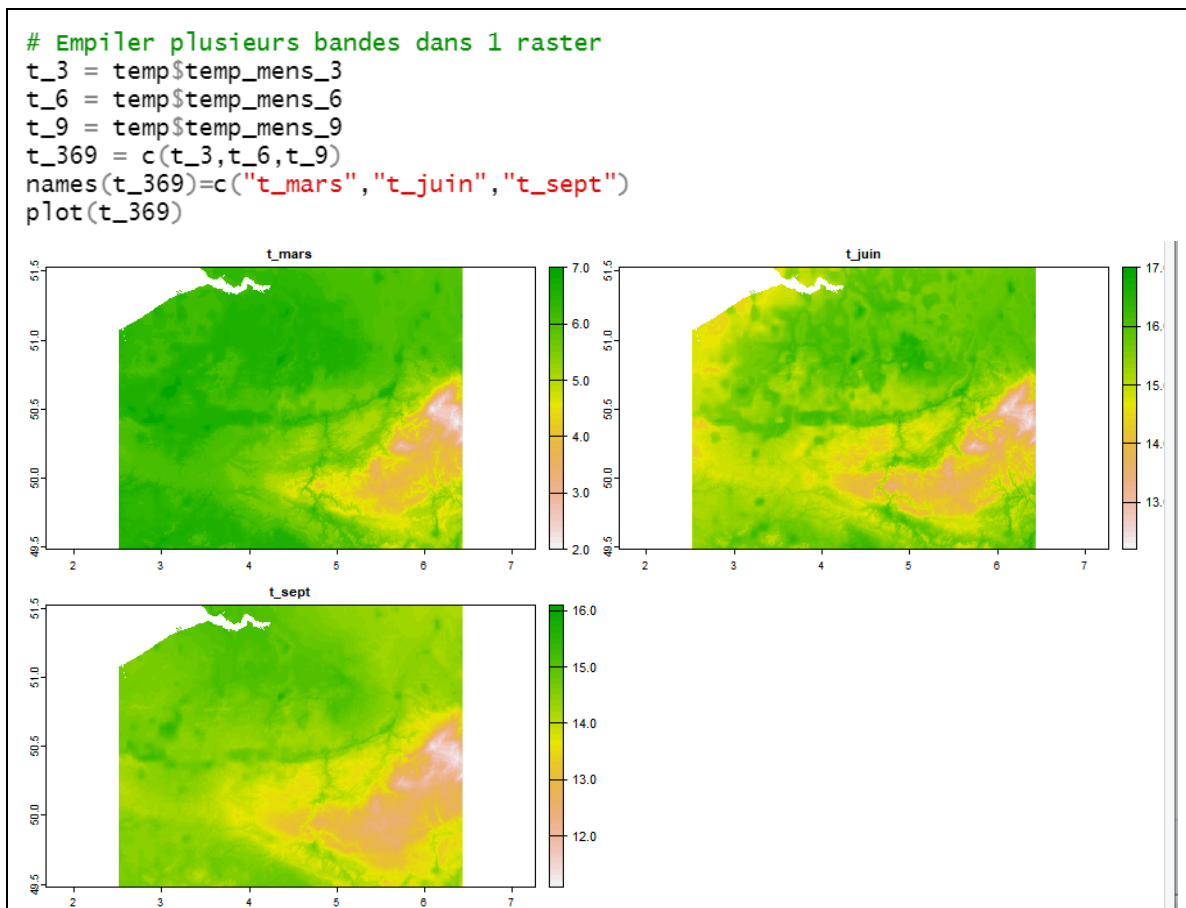 # Empiler plusieurs bandes dans 1 raster
t_3 = temp$temp_mens_3
t_6 = temp$temp_mens_6
t_9 = temp$temp_mens_9
t_369 = c(t_3,t_6,t_9)
names(t_369)=c("t_mars","t_juin","t_sept")
plot(t_369)
t_mars
51.5
51.0
50.5
50.0
49.5
2 3 4 5 6 7
7.0
6.0
5.0
4.0
3.0
2.0
t_juin
51.5
51.0
50.5
50.0
49.5
2 3 4 5 6 7
17.
16.
15.
14.
13.
t_sept
51.5
51.0
50.5
50.0
49.5
2 3 4 5 6 7
16.0
15.0
14.0
13.0
12.0